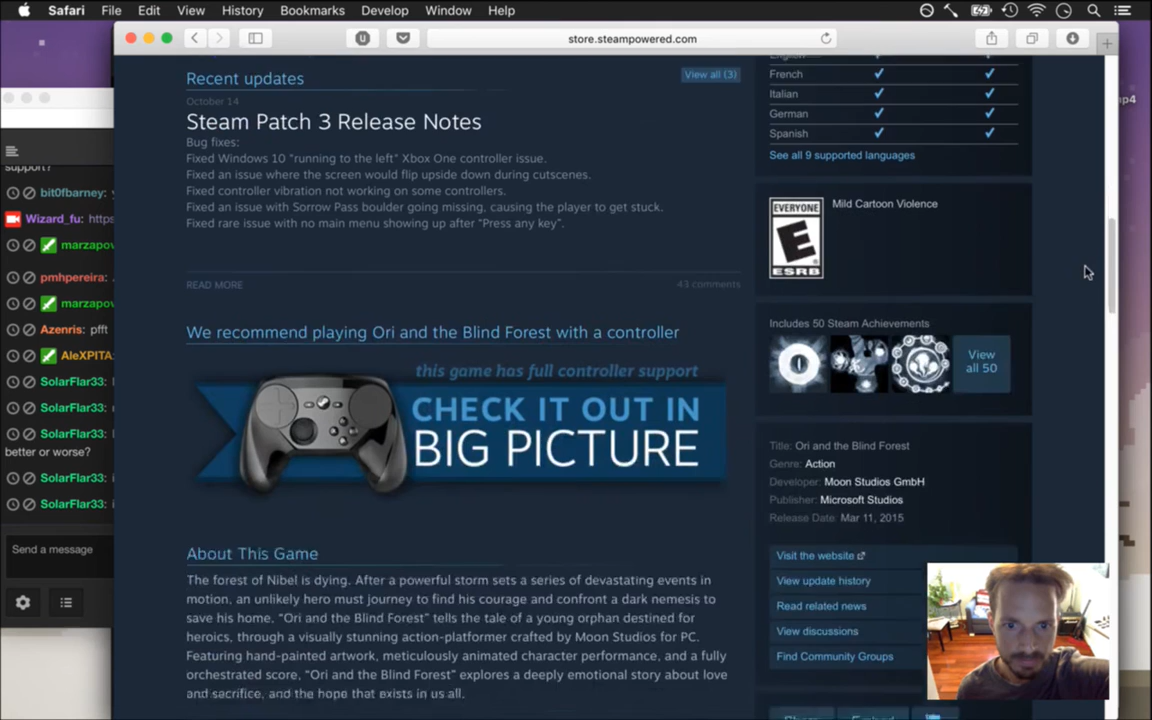 Safari File Edit View History Bookmarks Develop Window Help
store.steampowered.com
mp4
support?
bit0fbarney:
Wizard_fu: https
marzapov
pmhpereira:
marzapov
Azenris: pfft
AleXPITA
SolarFlar33:
SolarFlar33:
SolarFlar33:
better or worse?
SolarFlar33:
SolarFlar33:
Send a message
Recent updates
View all (3)
October 14
Steam Patch 3 Release Notes
Bug fixes:
Fixed Windows 10 "running to the left" Xbox One controller issue.
Fixed an issue where the screen would flip upside down during cutscenes.
Fixed controller vibration not working on some controllers.
Fixed an issue with Sorrow Pass boulder going missing, causing the player to get stuck.
Fixed rare issue with no main menu showing up after “Press any key”.
READ MORE
43 comments
We recommend playing Ori and the Blind Forest with a controller
this game has full controller support
CHECK IT OUT IN
BIG PICTURE
About This Game
The forest of Nibel is dying. After a powerful storm sets a series of devastating events in
motion, an unlikely hero must journey to find his courage and confront a dark nemesis to
save his home. “Ori and the Blind Forest” tells the tale of a young orphan destined for
heroics, through a visually stunning action-platformer crafted by Moon Studios for PC.
Featuring hand-painted artwork, meticulously animated character performance, and a fully
orchestrated score, “Ori and the Blind Forest” explores a deeply emotional story about love
and sacrifice, and the hope that exists in us all.
English
French
Italian
German
Spanish
See all 9 supported languages
EVERYONE
E
ESRB
Mild Cartoon Violence
Includes 50 Steam Achievements
View
all 50
Title: Ori and the Blind Forest
Genre: Action
Developer: Moon Studios GmbH
Publisher: Microsoft Studios
Release Date: Mar 11, 2015
Visit the website
View update history
Read related news
View discussions
Find Community Groups